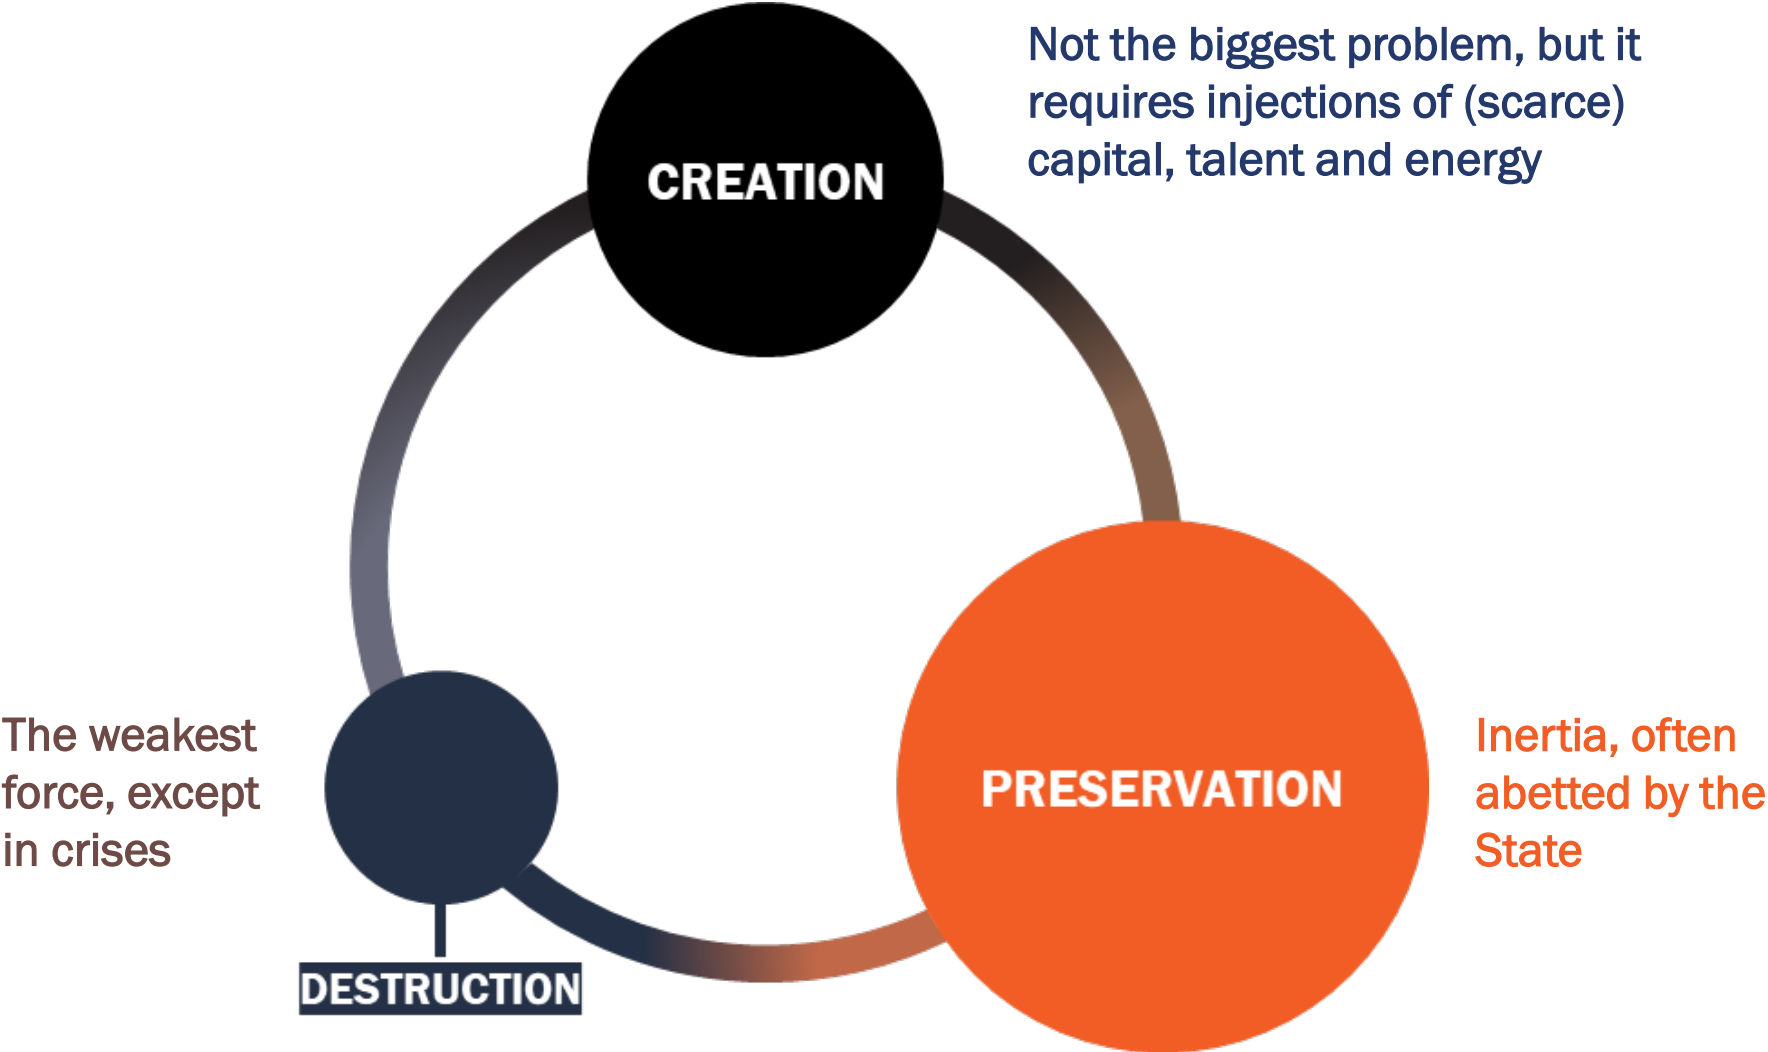 Not the biggest problem, but it
requires injections of (scarce)
capital, talent and energy
CREATION
The weakest
force, except
in crises
PRESERVATION
Inertia, often
abetted by the
State
DESTRUCTION